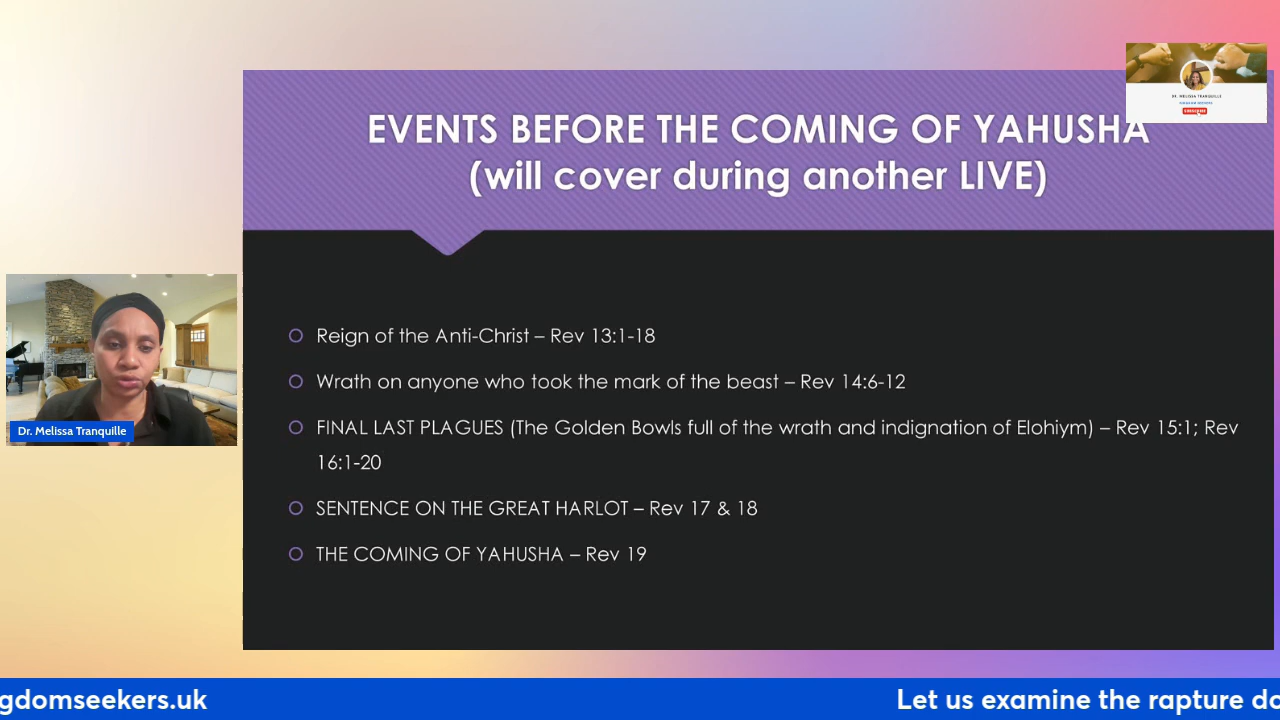 DR. MELISSA TRANQUILLE
SUBSCRIBE
EVENTS BEFORE THE COMING OF YAHUSHA
(will cover during another LIVE)
Reign of the Anti-Christ – Rev 13:1-18
Wrath on anyone who took the mark of the beast – Rev 14:6-12
FINAL LAST PLAGUES (The Golden Bowls full of the wrath and indignation of Elohiym) – Rev 15:1; Rev
16:1-20
SENTENCE ON THE GREAT HARLOT – Rev 17 & 18
THE COMING OF YAHUSHA – Rev 19
Dr. Melissa Tranquille
gdomseekers.uk
Let us examine the rapture do